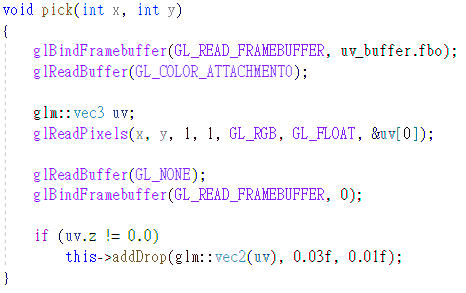 void pick(int x, int y)
{
glBindFramebuffer(GL_READ_FRAMEBUFFER, uv_buffer.fbo);
glReadBuffer(GL_COLOR_ATTACHMENT0);
glm::vec3 uv;
glReadPixels(x, y, 1, 1, GL_RGB, GL_FLOAT, &uv[0]);
glReadBuffer(GL_NONE);
glBindFramebuffer(GL_READ_FRAMEBUFFER, 0);
if (uv.z != 0.0)
this->addDrop(glm::vec2(uv), 0.03f, 0.01f);
}